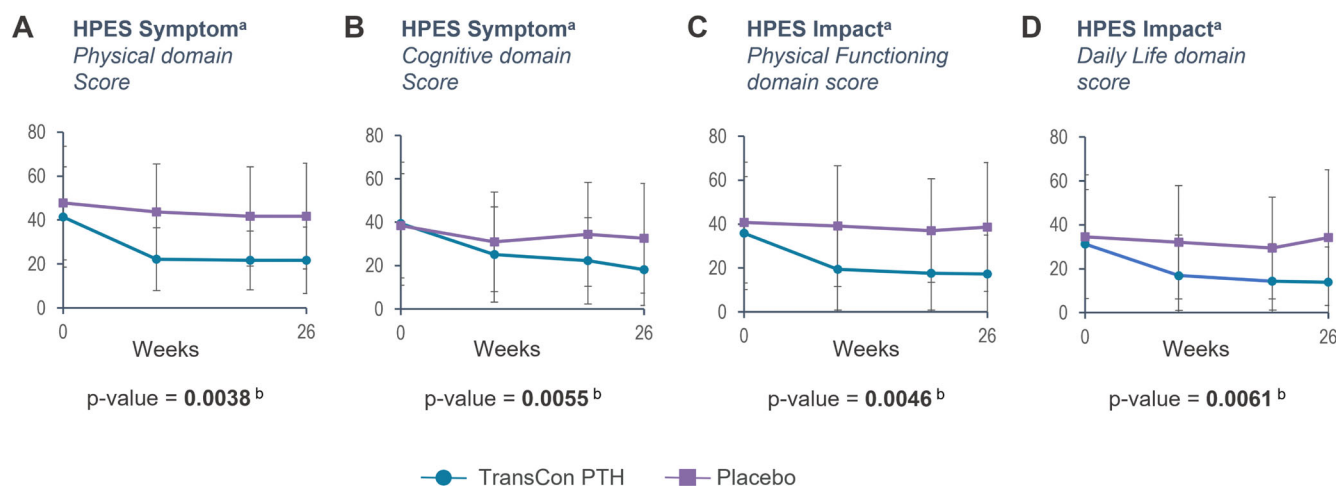 A
HPES Symptomᵃ
Physical domain
Score
80
60
40
20
0
0
26
Weeks
p-value = 0.0038 ᵇ
B
HPES Symptomᵃ
Cognitive domain
Score
80
60
40
20
0
0
26
Weeks
p-value = 0.0055 ᵇ
C
HPES Impactᵃ
Physical Functioning
domain score
80
60
40
20
0
0
26
Weeks
p-value = 0.0046 ᵇ
D
HPES Impactᵃ
Daily Life domain
score
80
60
40
20
0
0
26
Weeks
p-value = 0.0061 ᵇ
TransCon PTH
Placebo